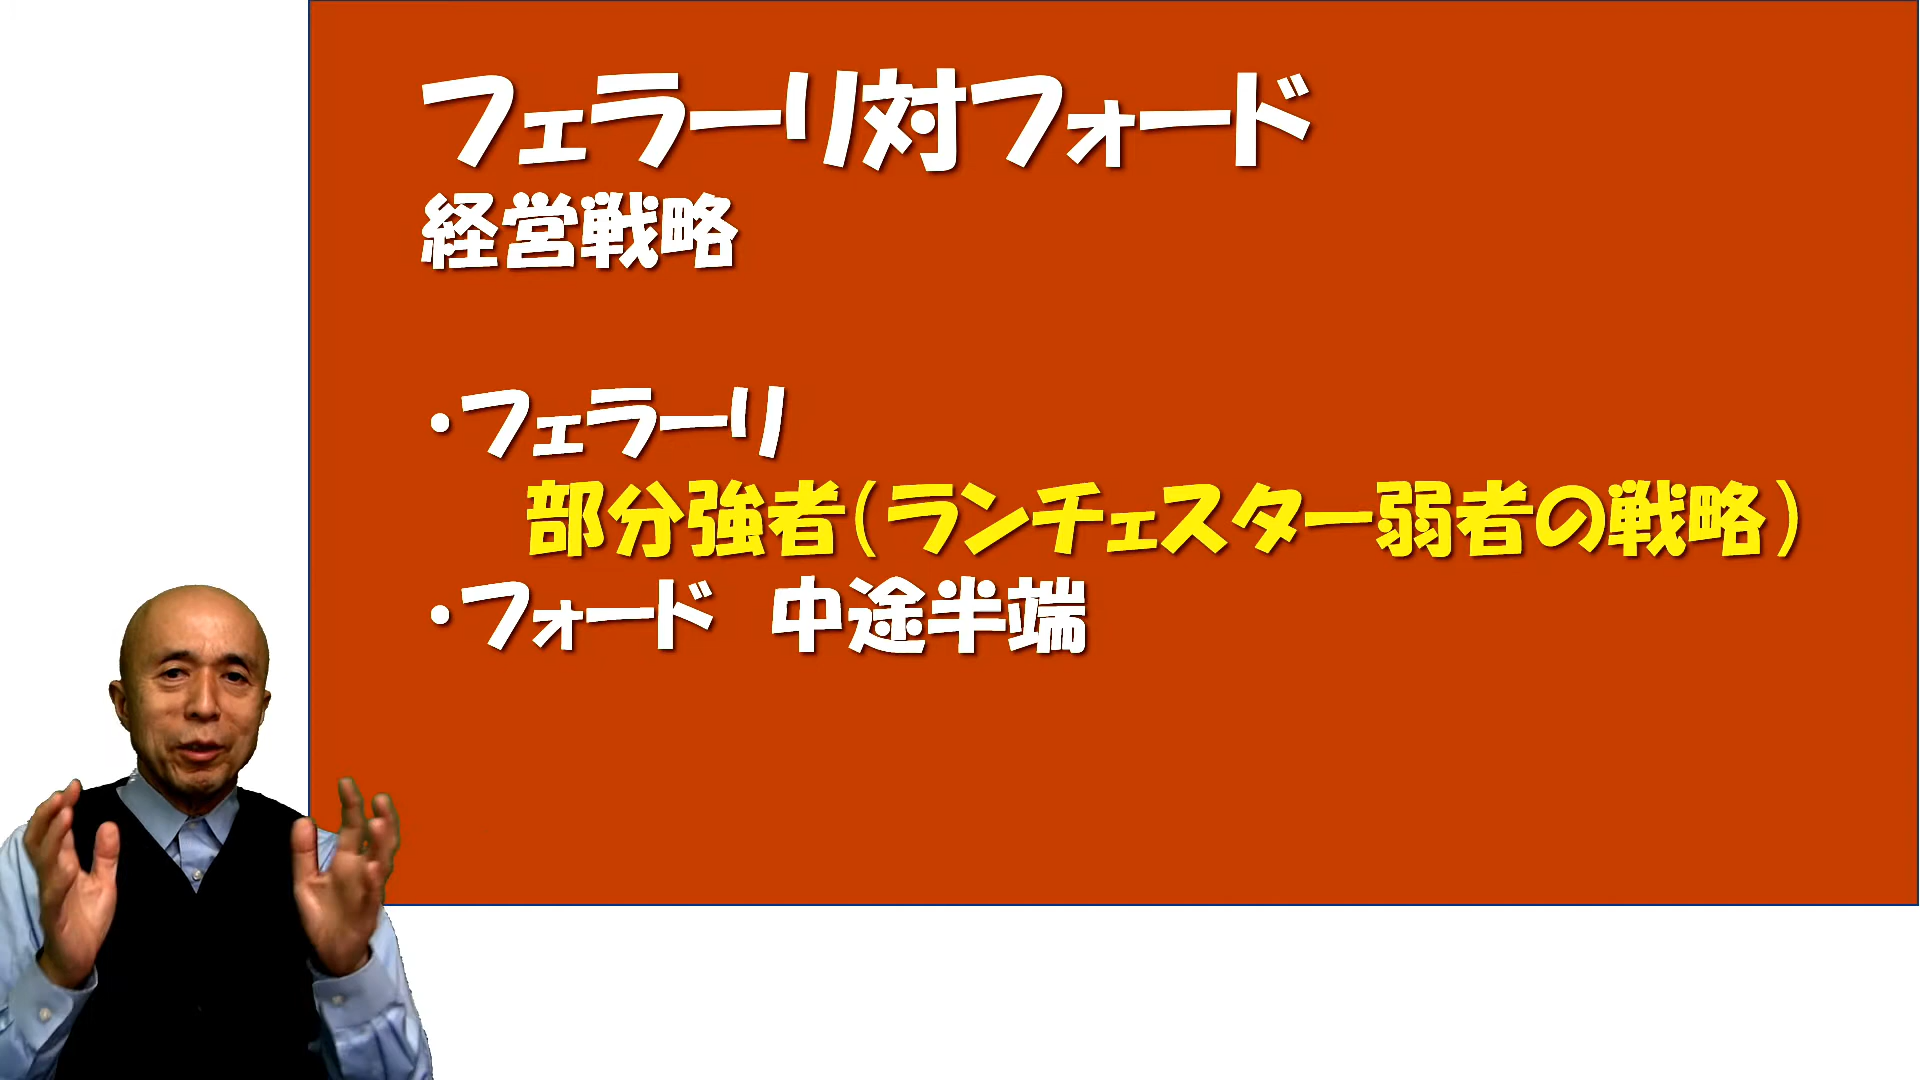 フェラーリ対フォード
経営戦略
・フェラーリ
部分強者(ランチェスター弱者の戦略)
・フォード　中途半端